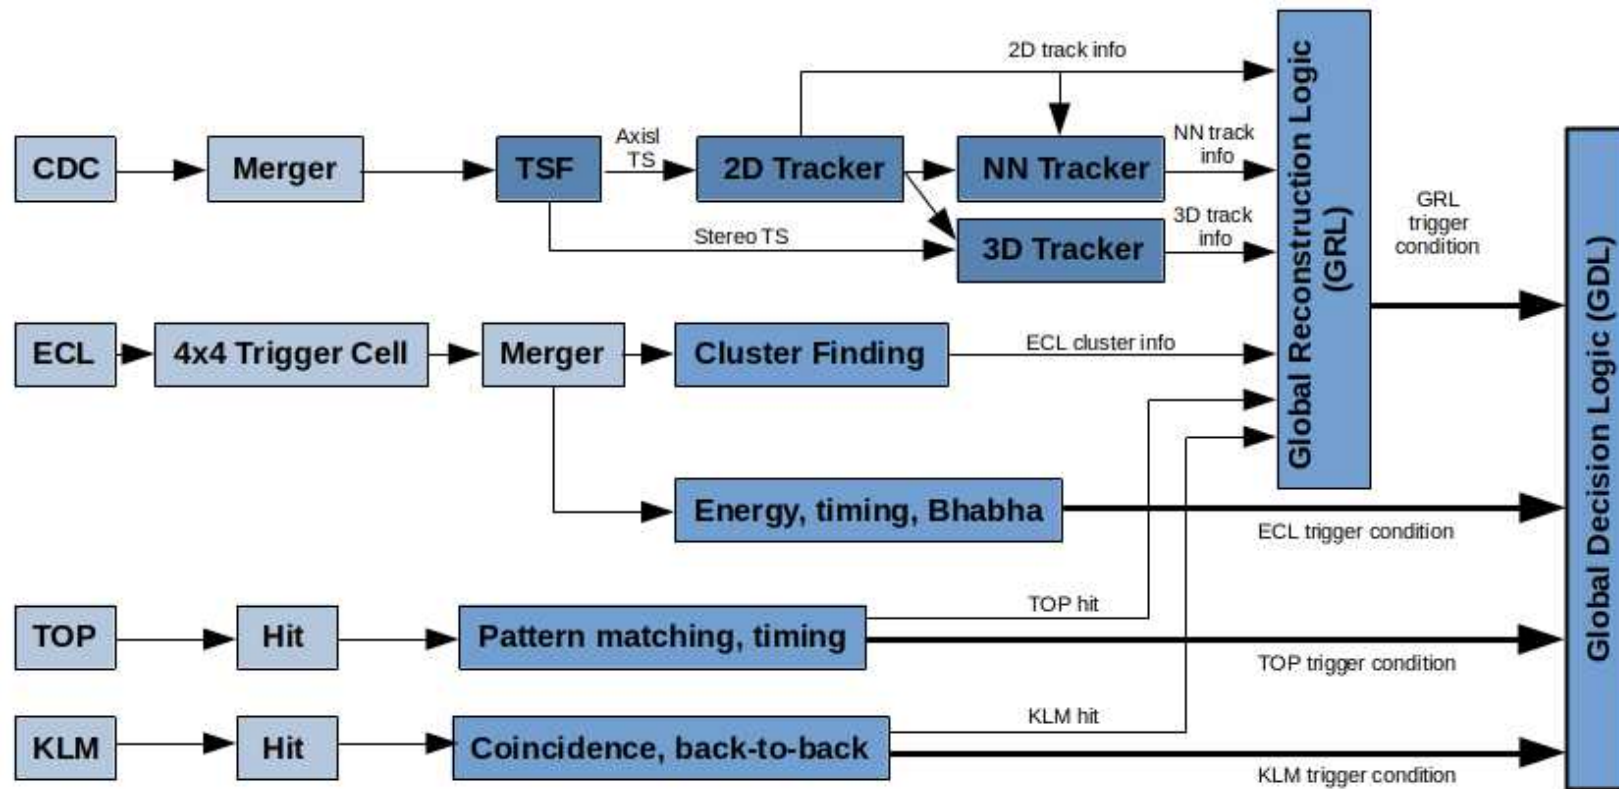 2D track info
CDC
Merger
TSF
Axisl
TS
2D Tracker
NN Tracker
NN track
info
Stereo TS
3D Tracker
3D track
info
Global Reconstruction Logic
(GRL)
GRL
trigger
condition
Global Decision Logic (GDL)
ECL
4x4 Trigger Cell
Merger
Cluster Finding
ECL cluster info
Energy, timing, Bhabha
ECL trigger condition
TOP
Hit
Pattern matching, timing
TOP hit
TOP trigger condition
KLM
Hit
Coincidence, back-to-back
KLM hit
KLM trigger condition